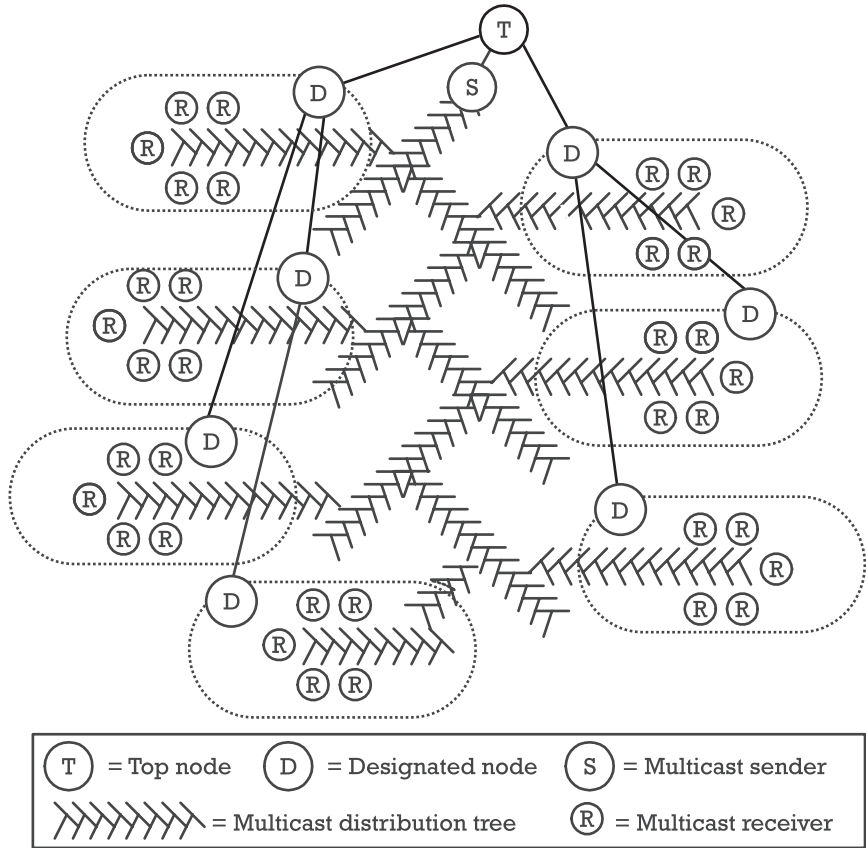 T
D
S
R R
R
R R
D
R R
R
R R
D
R R
R
R R
D
R R
R
R R
D
R R
R
R R
D
R R
R
R R
D
R R
R
R R
T = Top node D = Designated node S = Multicast sender
= Multicast distribution tree R = Multicast receiver